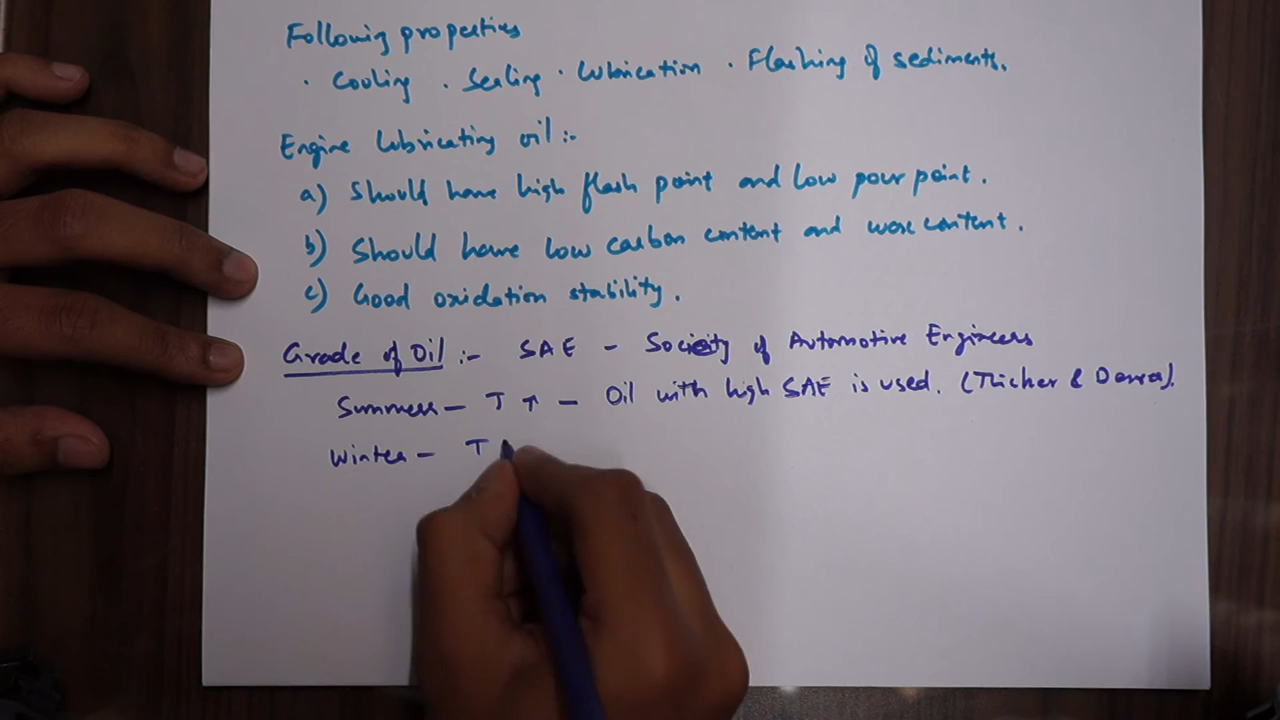 Following properties
· Cooling · Sealing · Lubrication · Flashing of sediments.
Engine lubricating oil :-
a) Should have high flash point and low pour point.
b) Should have low carbon content and wax content.
c) Good oxidation stability.
Grade of Oil :- SAE - Society of Automotive Engineers
Summer - T ↑ - Oil with high SAE is used. (Thicker & Denser).
Winter - T